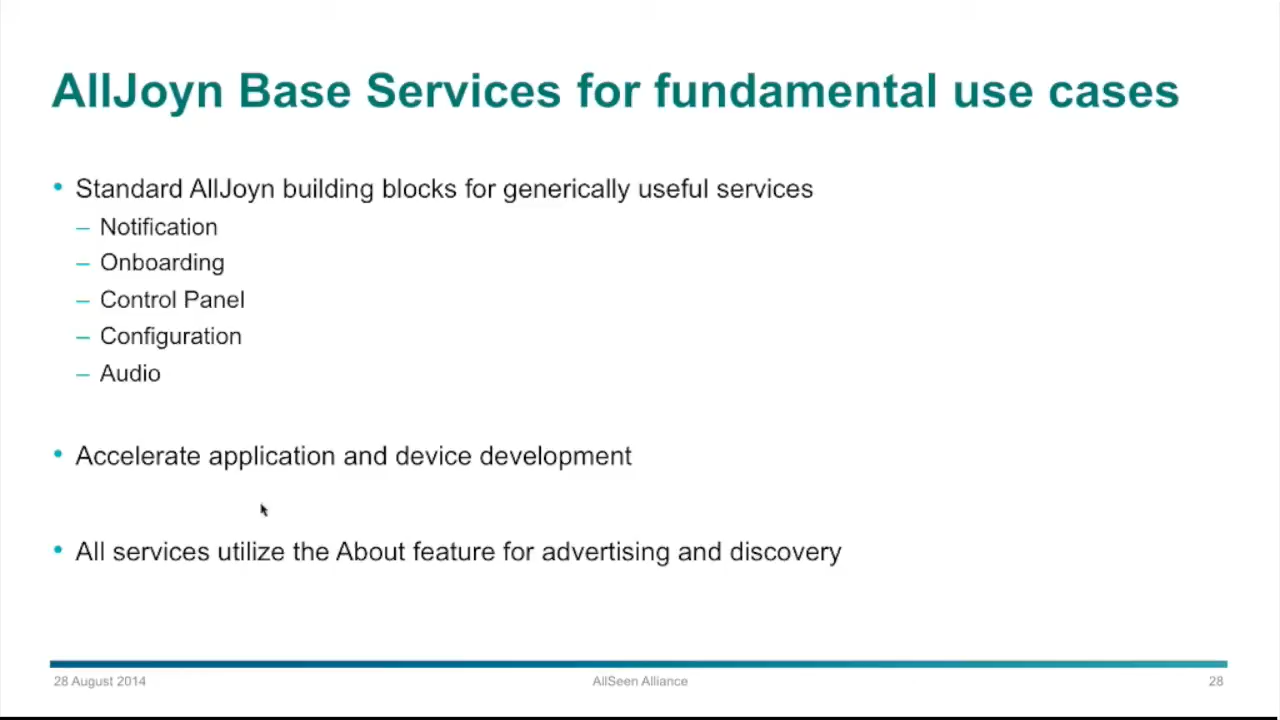 AllJoyn Base Services for fundamental use cases
• Standard AllJoyn building blocks for generically useful services
– Notification
– Onboarding
– Control Panel
– Configuration
– Audio
• Accelerate application and device development
• All services utilize the About feature for advertising and discovery
28 August 2014 AllSeen Alliance 28